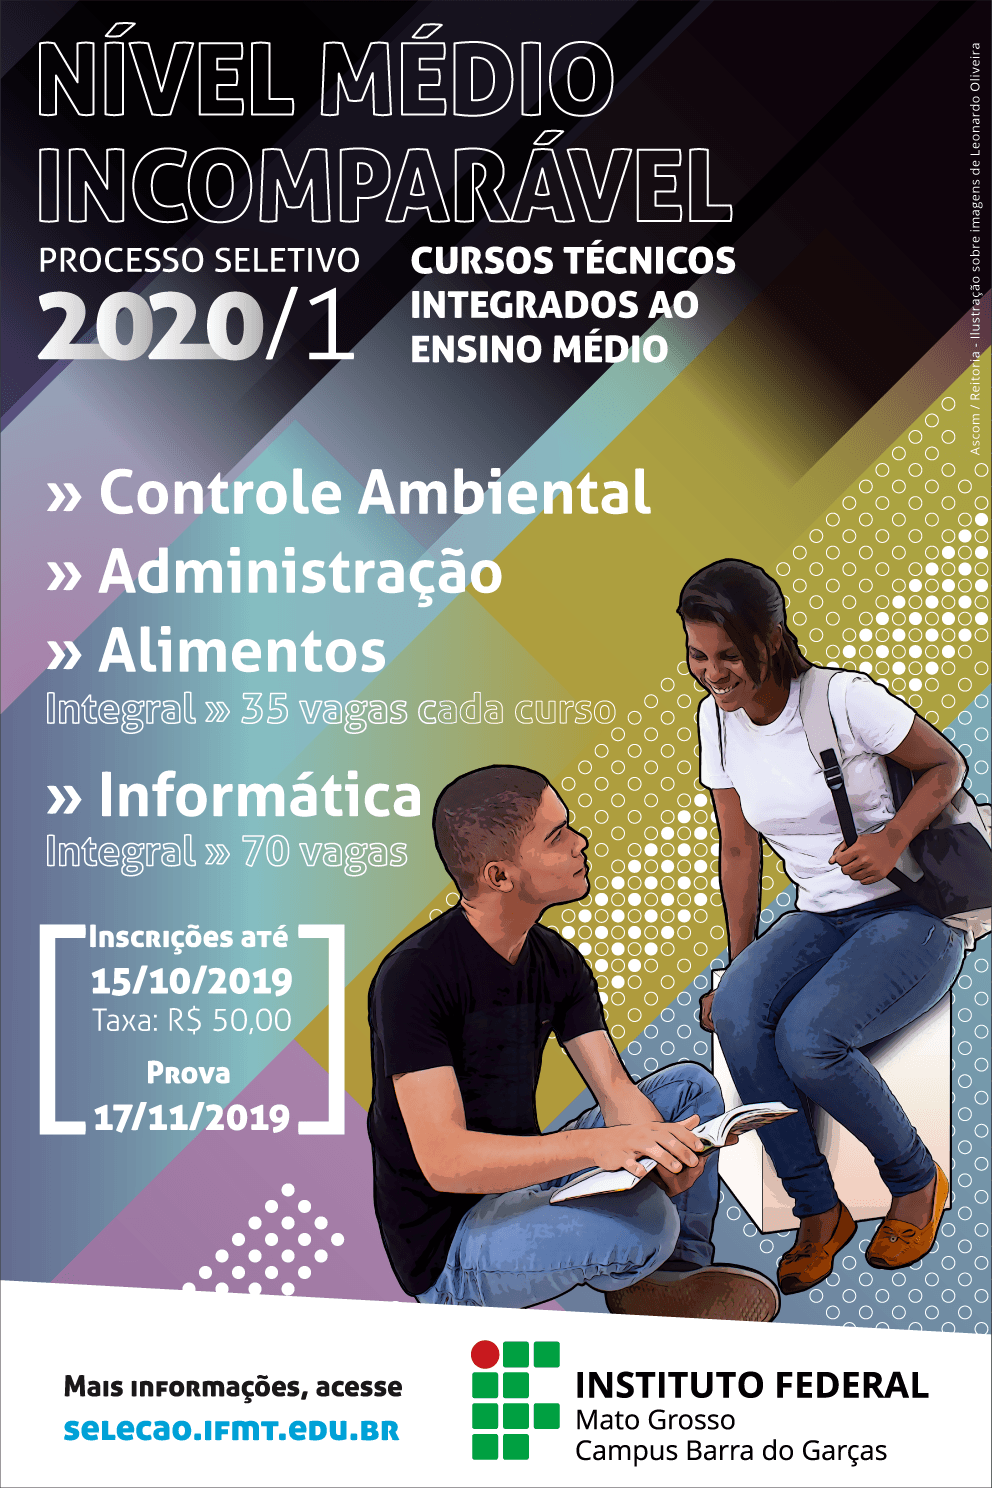 NÍVEL MÉDIO
INCOMPARÁVEL
PROCESSO SELETIVO
2020/1
CURSOS TÉCNICOS
INTEGRADOS AO
ENSINO MÉDIO
Ascom / Reitoria - Ilustração sobre imagens de Leonardo Oliveira
» Controle Ambiental
» Administração
» Alimentos
Integral » 35 vagas cada curso
» Informática
Integral » 70 vagas
Inscrições até
15/10/2019
Taxa: R$ 50,00
Prova
17/11/2019
Mais informações, acesse
selecao.ifmt.edu.br
INSTITUTO FEDERAL
Mato Grosso
Campus Barra do Garças